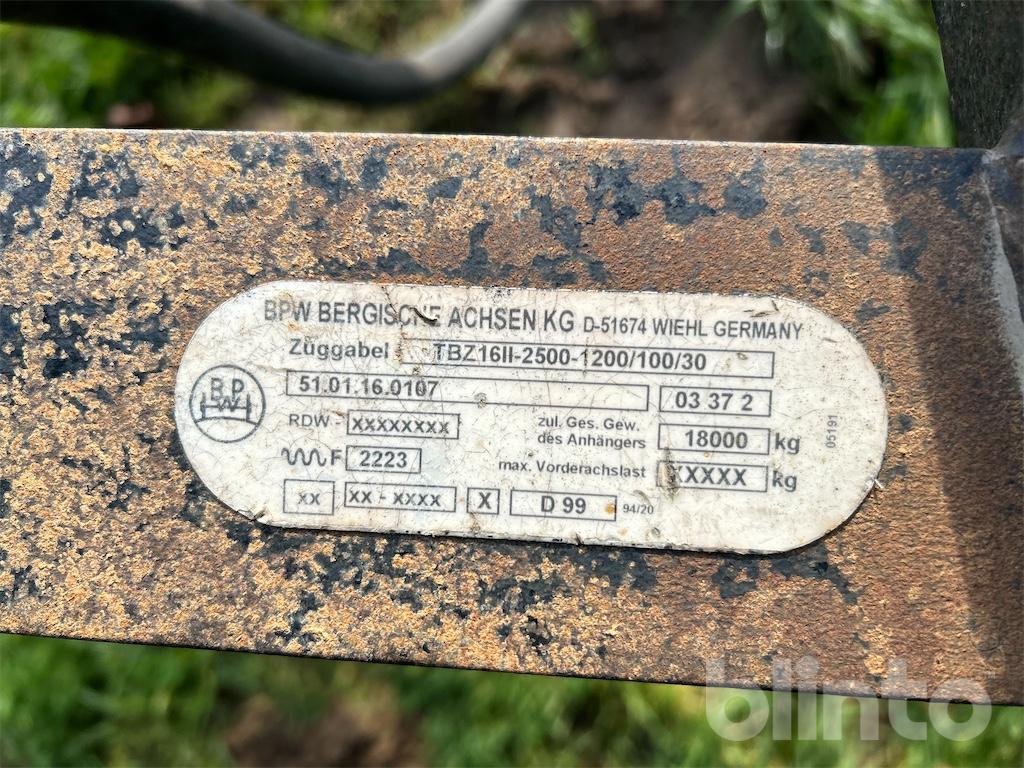 BPW BERGISCHE ACHSEN KG D-51674 WIEHL GERMANY
Züggabel TBZ16II-2500-1200/100/30
BPW 51.01.16.0107 03 37 2
RDW - XXXXXXXX zul. Ges. Gew. des Anhängers 18000 kg
F 2223 max. Vorderachslast XXXXX kg
XX XX - XXXX X D 99 94/20
05191
blinto